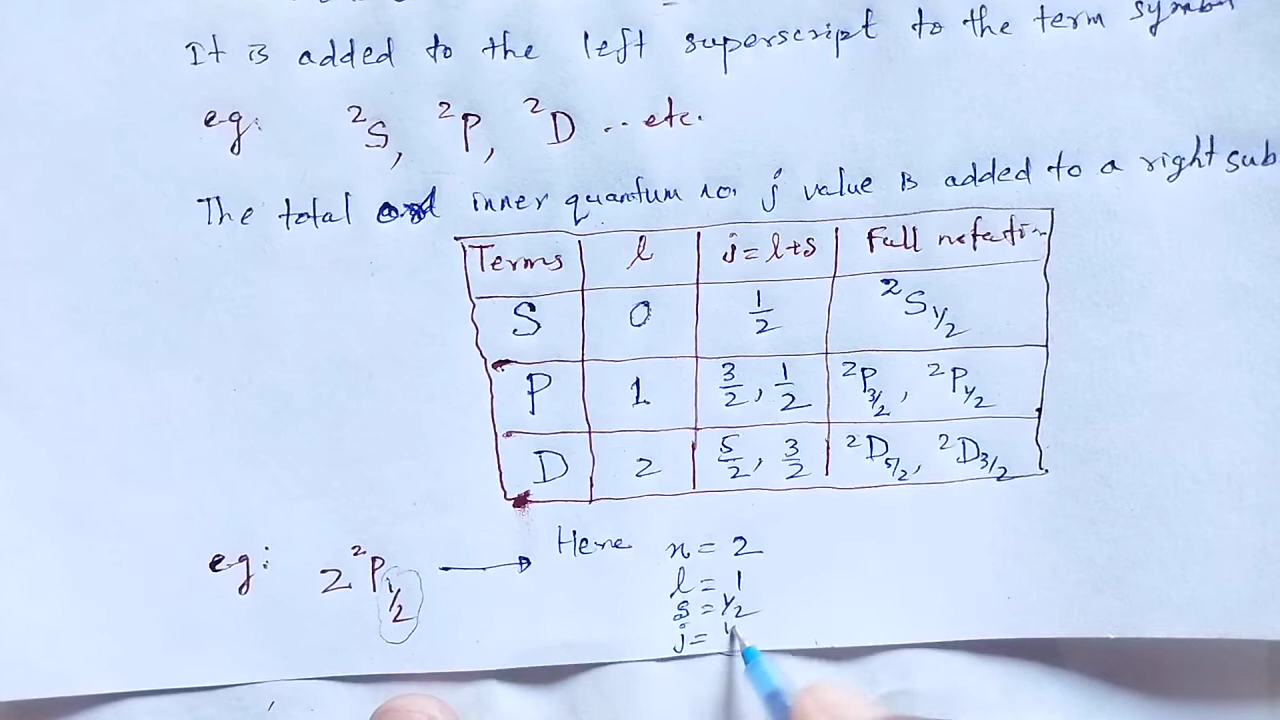 It is added to the left superscript to the term symbol
eg: ²S, ²P, ²D ... etc.
The total inner quantum no. j value is added to a right sub
Terms l j = l+s Full notation
S 0 1/2 ²S1/2
P 1 3/2, 1/2 ²P3/2, ²P1/2
D 2 5/2, 3/2 ²D5/2, ²D3/2
eg: 2²P1/2 → Here n = 2
l = 1
s = 1/2
j = 1